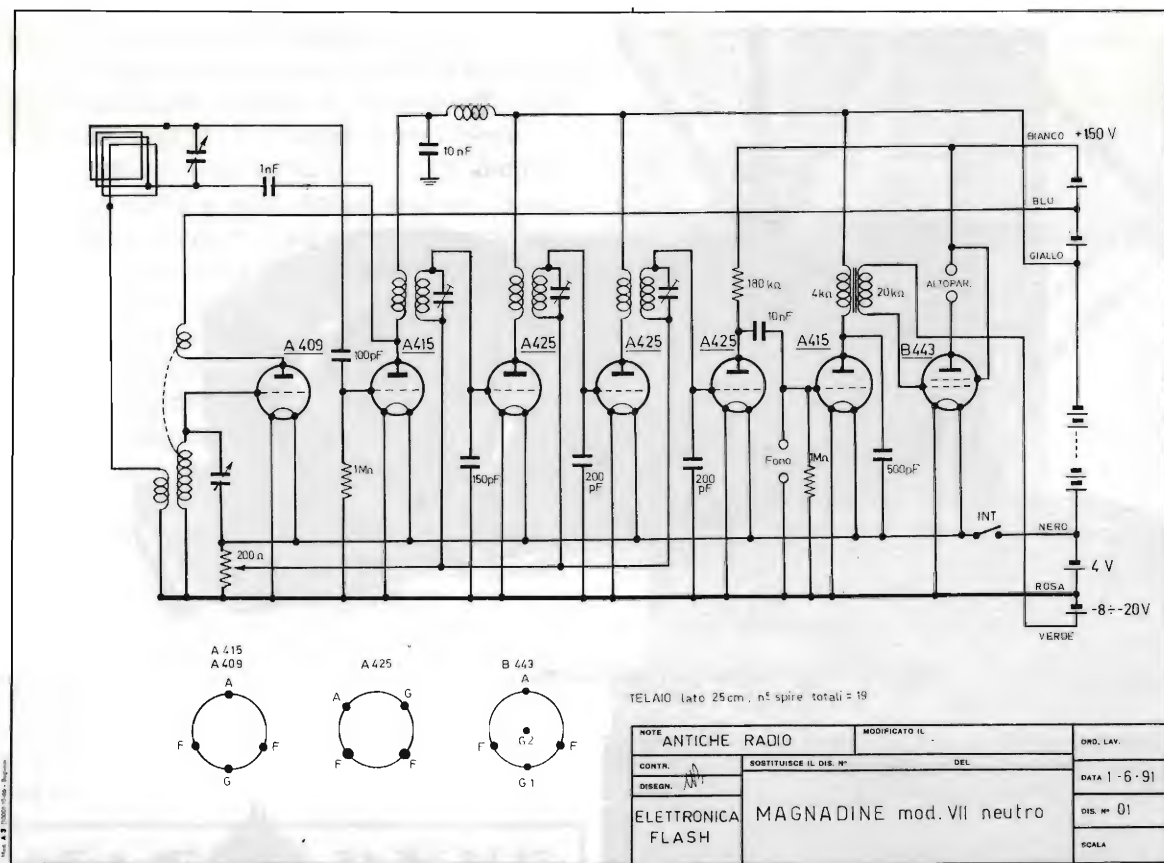 BIANCO +150 V
10 nF
1nF
BLU
GIALLO
180 kΩ
4kΩ
20kΩ
ALTOPAR.
10nF
A 409
100pF
A415
A425
A425
A425
A415
B443
1MΩ
150pF
200 pF
200 pF
Fono
1MΩ
500pF
INT
NERO
200 Ω
4 V
ROSA
-8÷-20V
VERDE
A 415
A 409
A
F
F
G
A 425
A
G
F
F
B 443
A
G2
F
F
G1
TELAIO lato 25cm, n° spire totali = 19
NOTE ANTICHE RADIO
MODIFICATO IL
ORD. LAV.
CONTR.
SOSTITUISCE IL DIS. N° DEL
DISEGN.
DATA 1-6-91
ELETTRONICA FLASH
MAGNADINE mod. VII neutro
DIS. N° 01
SCALA